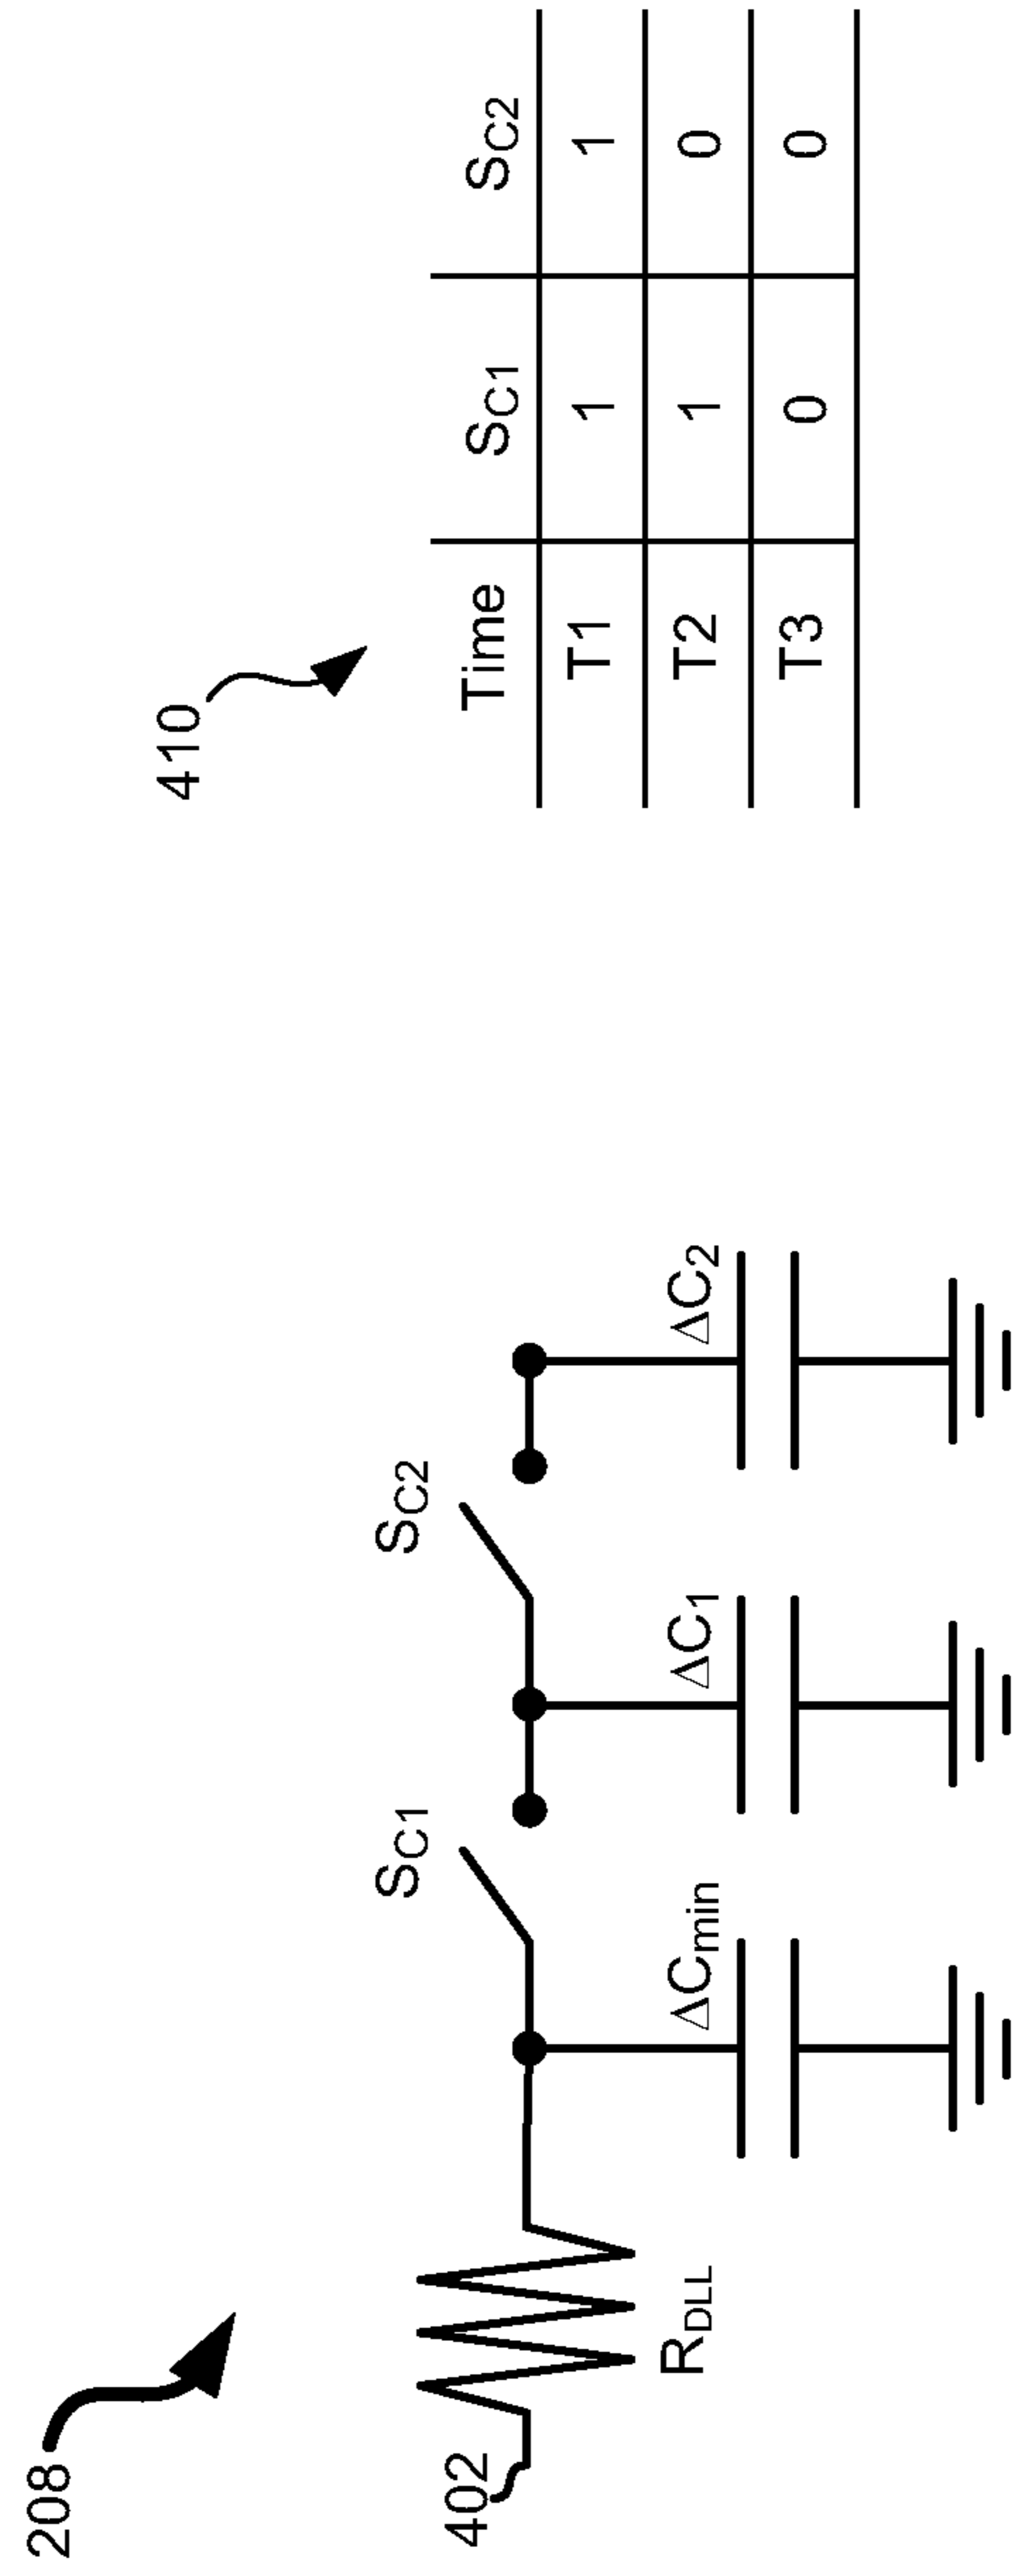 208
402
R_DLL
S_C1
S_C2
ΔC_min
ΔC_1
ΔC_2
410
Time S_C1 S_C2
T1 1 1
T2 1 0
T3 0 0